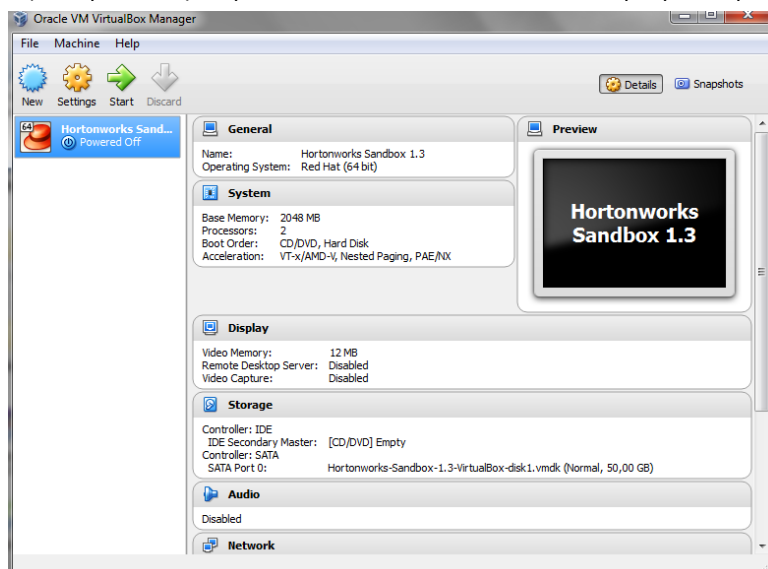 Oracle VM VirtualBox Manager
File Machine Help
New Settings Start Discard
Details Snapshots
64
Hortonworks Sand...
Powered Off
General
Name: Hortonworks Sandbox 1.3
Operating System: Red Hat (64 bit)
System
Base Memory: 2048 MB
Processors: 2
Boot Order: CD/DVD, Hard Disk
Acceleration: VT-x/AMD-V, Nested Paging, PAE/NX
Preview
Hortonworks
Sandbox 1.3
Display
Video Memory: 12 MB
Remote Desktop Server: Disabled
Video Capture: Disabled
Storage
Controller: IDE
IDE Secondary Master: [CD/DVD] Empty
Controller: SATA
SATA Port 0: Hortonworks-Sandbox-1.3-VirtualBox-disk1.vmdk (Normal, 50,00 GB)
Audio
Disabled
Network